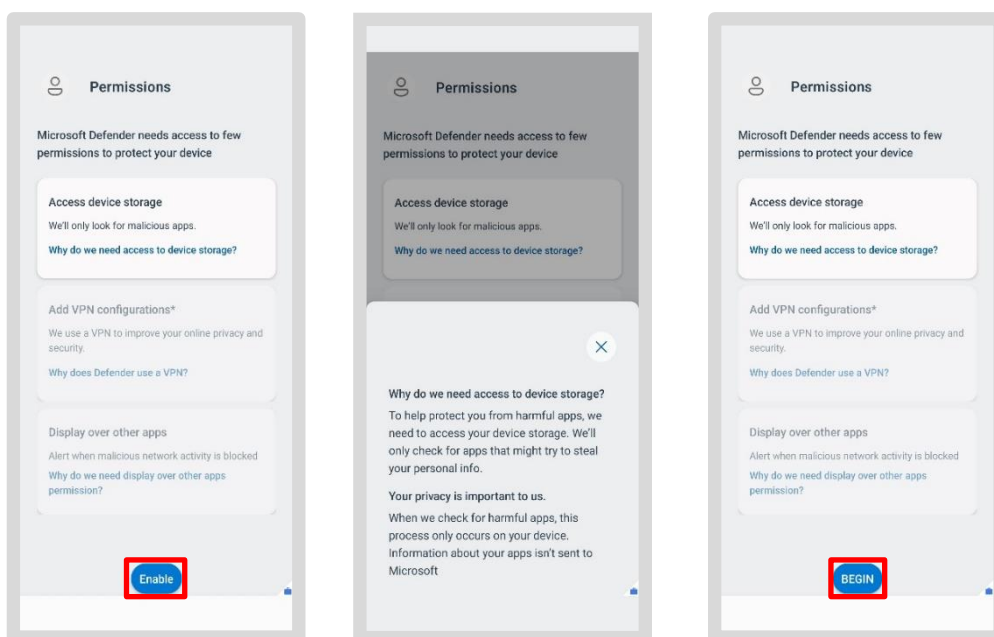 Permissions
Microsoft Defender needs access to few
permissions to protect your device
Access device storage
We'll only look for malicious apps.
Why do we need access to device storage?
Add VPN configurations*
We use a VPN to improve your online privacy and
security.
Why does Defender use a VPN?
Display over other apps
Alert when malicious network activity is blocked
Why do we need display over other apps
permission?
Enable
Permissions
Microsoft Defender needs access to few
permissions to protect your device
Access device storage
We'll only look for malicious apps.
Why do we need access to device storage?
Why do we need access to device storage?
To help protect you from harmful apps, we
need to access your device storage. We'll
only check for apps that might try to steal
your personal info.
Your privacy is important to us.
When we check for harmful apps, this
process only occurs on your device.
Information about your apps isn't sent to
Microsoft
Permissions
Microsoft Defender needs access to few
permissions to protect your device
Access device storage
We'll only look for malicious apps.
Why do we need access to device storage?
Add VPN configurations*
We use a VPN to improve your online privacy and
security.
Why does Defender use a VPN?
Display over other apps
Alert when malicious network activity is blocked
Why do we need display over other apps
permission?
BEGIN